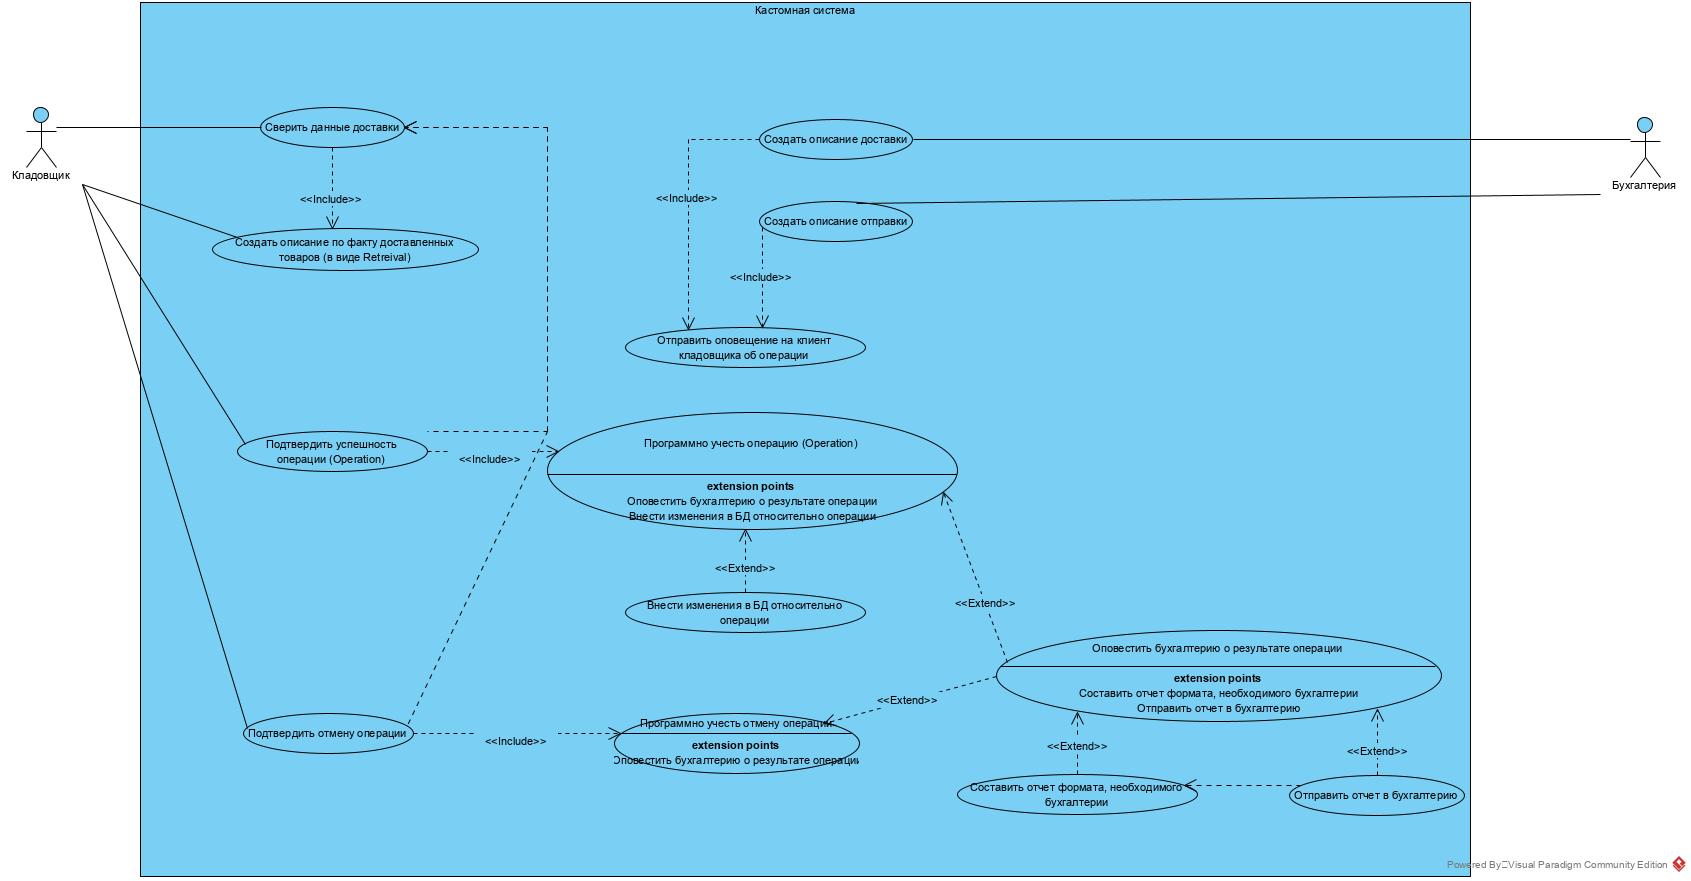 Кастомная система
Кладовщик
Бухгалтерия
Сверить данные доставки
<<Include>>
Создать описание по факту доставленных
товаров (в виде Retreival)
Создать описание доставки
<<Include>>
Создать описание отправки
<<Include>>
Отправить оповещение на клиент
кладовщика об операции
Подтвердить успешность
операции (Operation)
<<Include>>
Программно учесть операцию (Operation)
extension points
Оповестить бухгалтерию о результате операции
Внести изменения в БД относительно операции
<<Extend>>
Внести изменения в БД относительно
операции
<<Extend>>
Оповестить бухгалтерию о результате операции
extension points
Составить отчет формата, необходимого бухгалтерии
Отправить отчет в бухгалтерию
<<Extend>>
Подтвердить отмену операции
<<Include>>
Программно учесть отмену операции
extension points
Оповестить бухгалтерию о результате операции
<<Extend>>
<<Extend>>
Составить отчет формата, необходимого
бухгалтерии
Отправить отчет в бухгалтерию
Powered By Visual Paradigm Community Edition